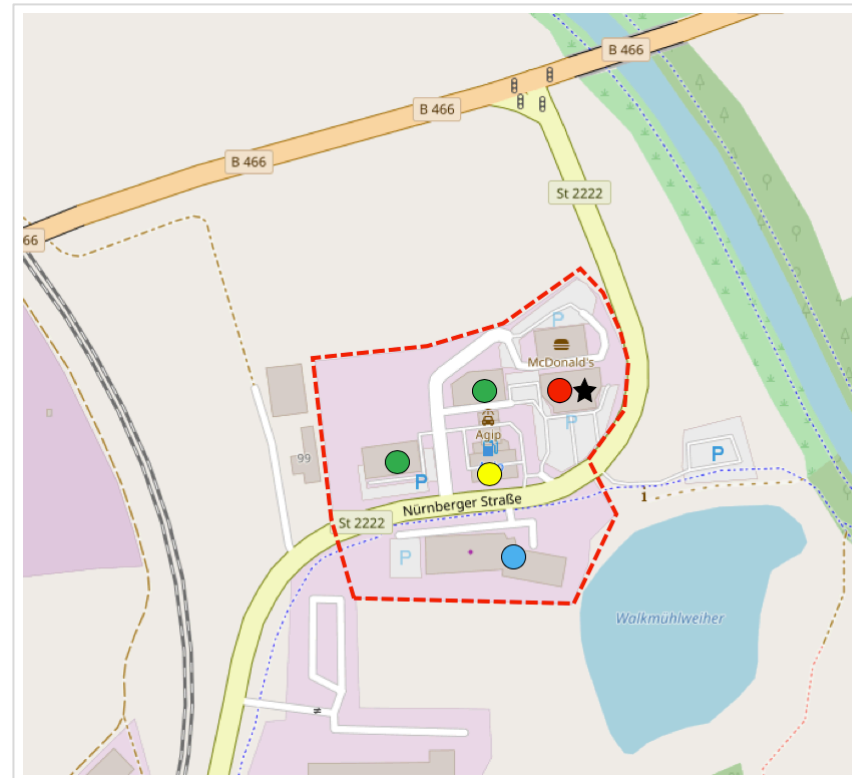 B 466
B 466
B 466
St 2222
66
P
McDonald's
P
Agip
99
P
P
Nürnberger Straße
1
St 2222
P
Walkmühlweiher